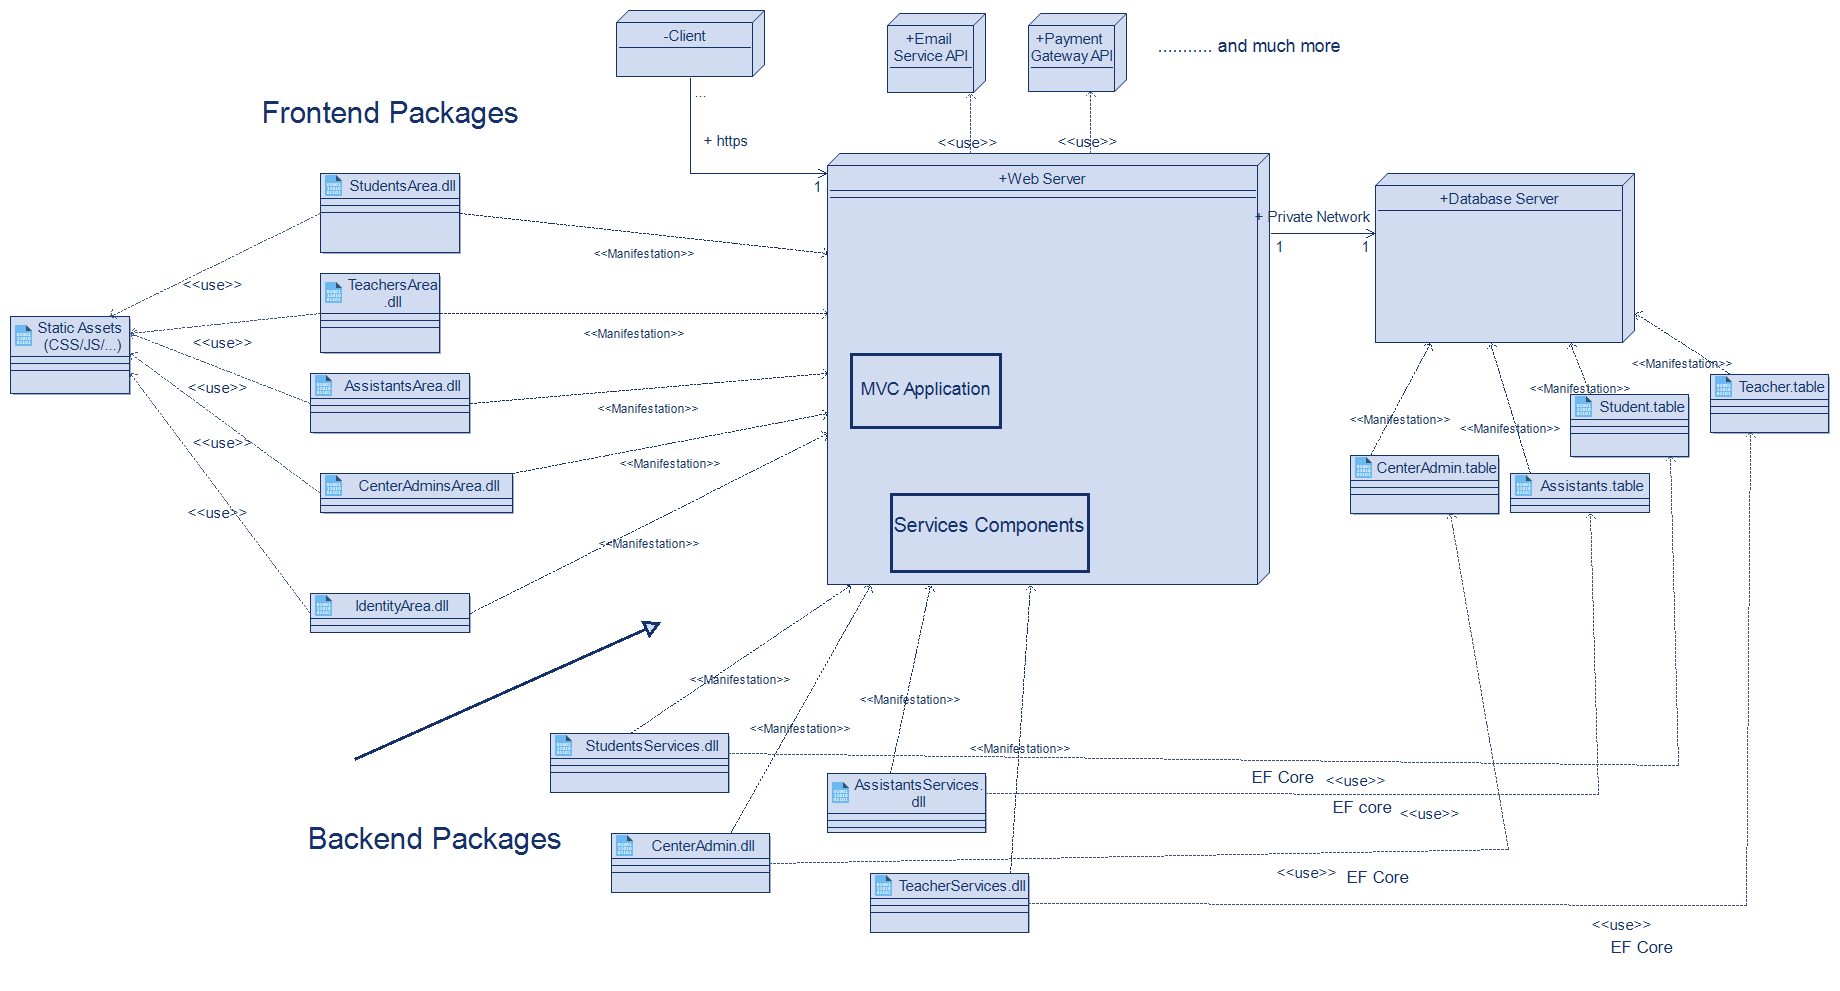 -Client
+Email
Service API
+Payment
Gateway API
........... and much more
...
Frontend Packages
+ https
<<use>>
<<use>>
1
+Web Server
StudentsArea.dll
+Database Server
+ Private Network
1
1
<<Manifestation>>
<<use>>
TeachersArea
.dll
<<Manifestation>>
Static Assets
(CSS/JS/...)
<<use>>
<<use>>
AssistantsArea.dll
<<Manifestation>>
MVC Application
<<Manifestation>>
Teacher.table
<<Manifestation>>
Student.table
<<Manifestation>>
<<Manifestation>>
<<use>>
<<Manifestation>>
CenterAdmin.table
CenterAdminsArea.dll
Assistants.table
<<use>>
Services Components
<<Manifestation>>
IdentityArea.dll
<<Manifestation>>
<<Manifestation>>
<<Manifestation>>
<<Manifestation>>
StudentsServices.dll
EF Core
<<use>>
AssistantsServices.
dll
EF core
<<use>>
Backend Packages
CenterAdmin.dll
<<use>>
EF Core
TeacherServices.dll
<<use>>
EF Core